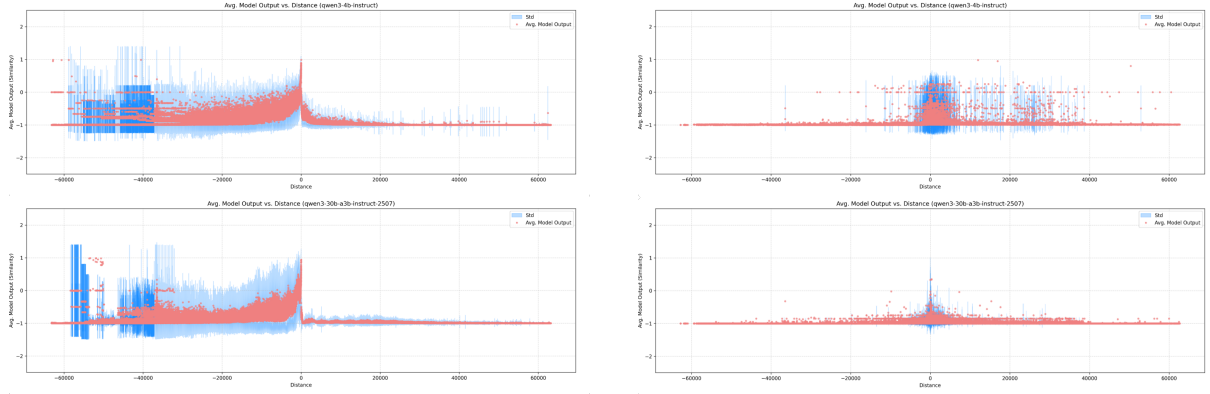 Avg. Model Output vs. Distance (qwen3-4b-instruct)
Avg. Model Output (Similarity)
2
1
0
−1
−2
−60000 −40000 −20000 0 20000 40000 60000
Distance
Std
Avg. Model Output
Avg. Model Output vs. Distance (qwen3-4b-instruct)
Avg. Model Output (Similarity)
2
1
0
−1
−2
−60000 −40000 −20000 0 20000 40000 60000
Distance
Std
Avg. Model Output
Avg. Model Output vs. Distance (qwen3-30b-a3b-instruct-2507)
Avg. Model Output (Similarity)
2
1
0
−1
−2
−60000 −40000 −20000 0 20000 40000 60000
Distance
Std
Avg. Model Output
Avg. Model Output vs. Distance (qwen3-30b-a3b-instruct-2507)
Avg. Model Output (Similarity)
2
1
0
−1
−2
−60000 −40000 −20000 0 20000 40000 60000
Distance
Std
Avg. Model Output